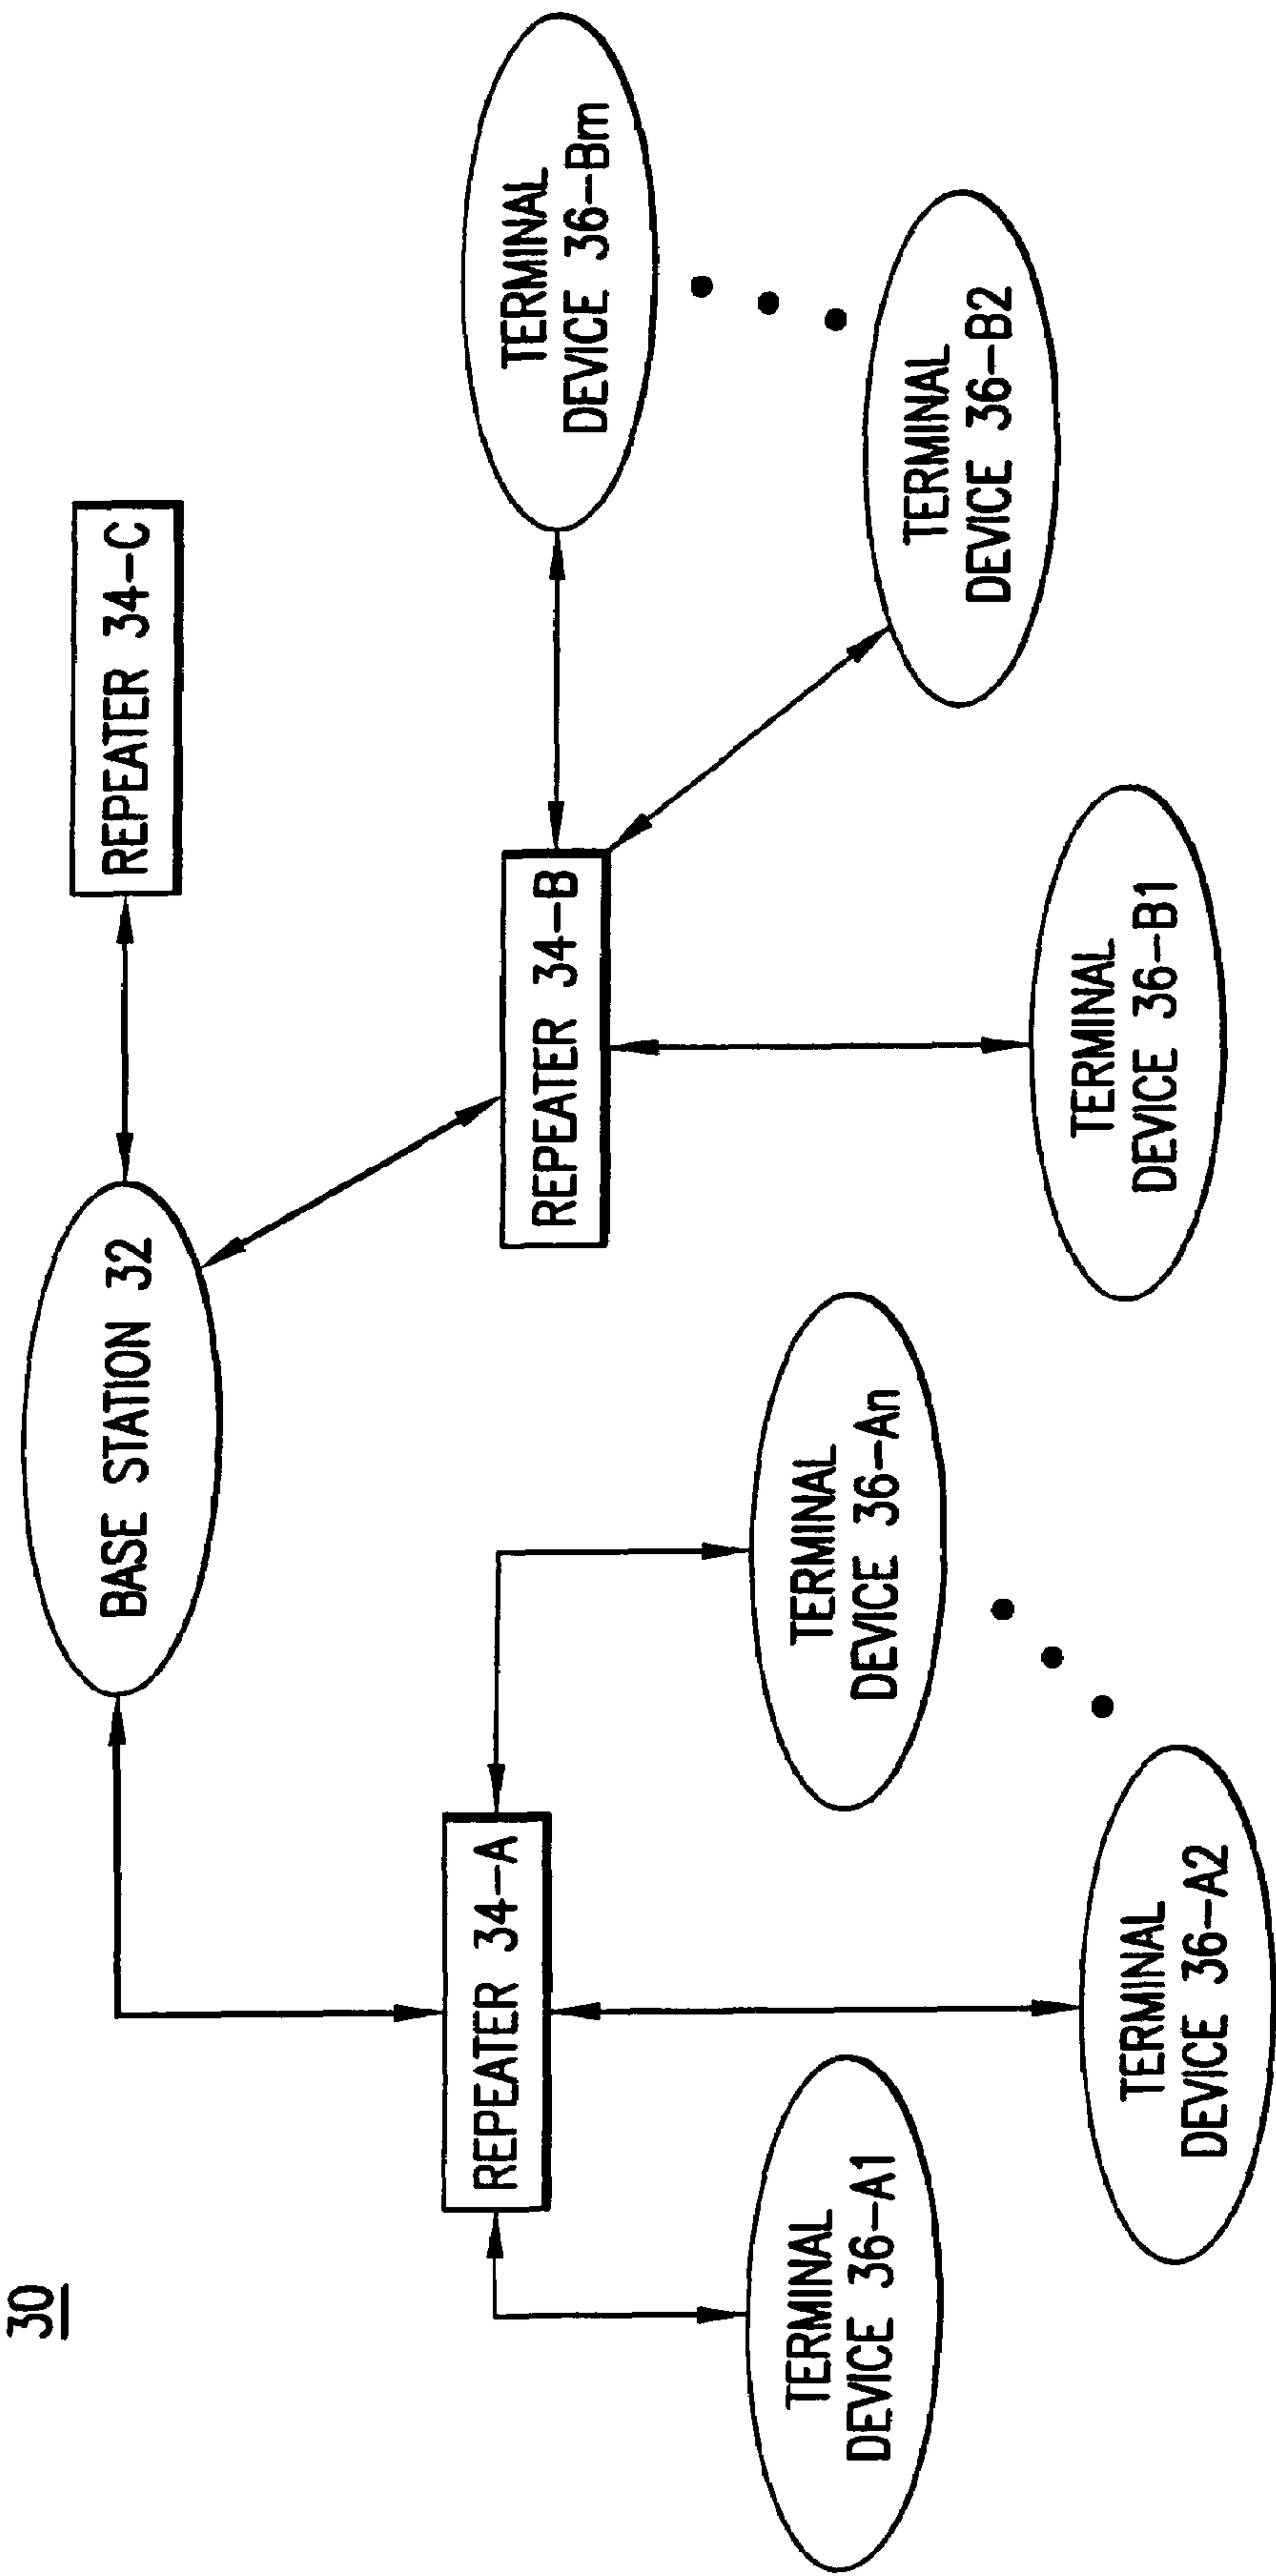 30
BASE STATION 32
REPEATER 34-C
REPEATER 34-A
REPEATER 34-B
TERMINAL
DEVICE 36-Bm
TERMINAL
DEVICE 36-A1
TERMINAL
DEVICE 36-An
TERMINAL
DEVICE 36-B2
TERMINAL
DEVICE 36-A2
TERMINAL
DEVICE 36-B1